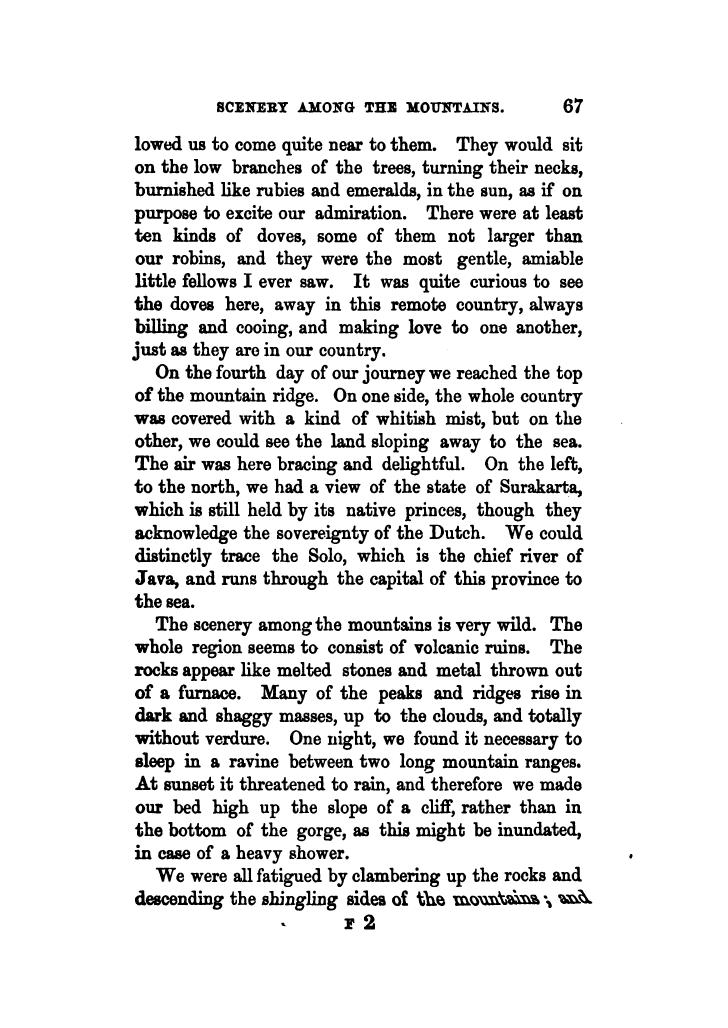 SCENERY AMONG THE MOUNTAINS. 67
lowed us to come quite near to them. They would sit
on the low branches of the trees, turning their necks,
burnished like rubies and emeralds, in the sun, as if on
purpose to excite our admiration. There were at least
ten kinds of doves, some of them not larger than
our robins, and they were the most gentle, amiable
little fellows I ever saw. It was quite curious to see
the doves here, away in this remote country, always
billing and cooing, and making love to one another,
just as they are in our country.
On the fourth day of our journey we reached the top
of the mountain ridge. On one side, the whole country
was covered with a kind of whitish mist, but on the
other, we could see the land sloping away to the sea.
The air was here bracing and delightful. On the left,
to the north, we had a view of the state of Surakarta,
which is still held by its native princes, though they
acknowledge the sovereignty of the Dutch. We could
distinctly trace the Solo, which is the chief river of
Java, and runs through the capital of this province to
the sea.
The scenery among the mountains is very wild. The
whole region seems to consist of volcanic ruins. The
rocks appear like melted stones and metal thrown out
of a furnace. Many of the peaks and ridges rise in
dark and shaggy masses, up to the clouds, and totally
without verdure. One night, we found it necessary to
sleep in a ravine between two long mountain ranges.
At sunset it threatened to rain, and therefore we made
our bed high up the slope of a cliff, rather than in
the bottom of the gorge, as this might be inundated,
in case of a heavy shower.
We were all fatigued by clambering up the rocks and
descending the shingling sides of the mountains; and
F 2